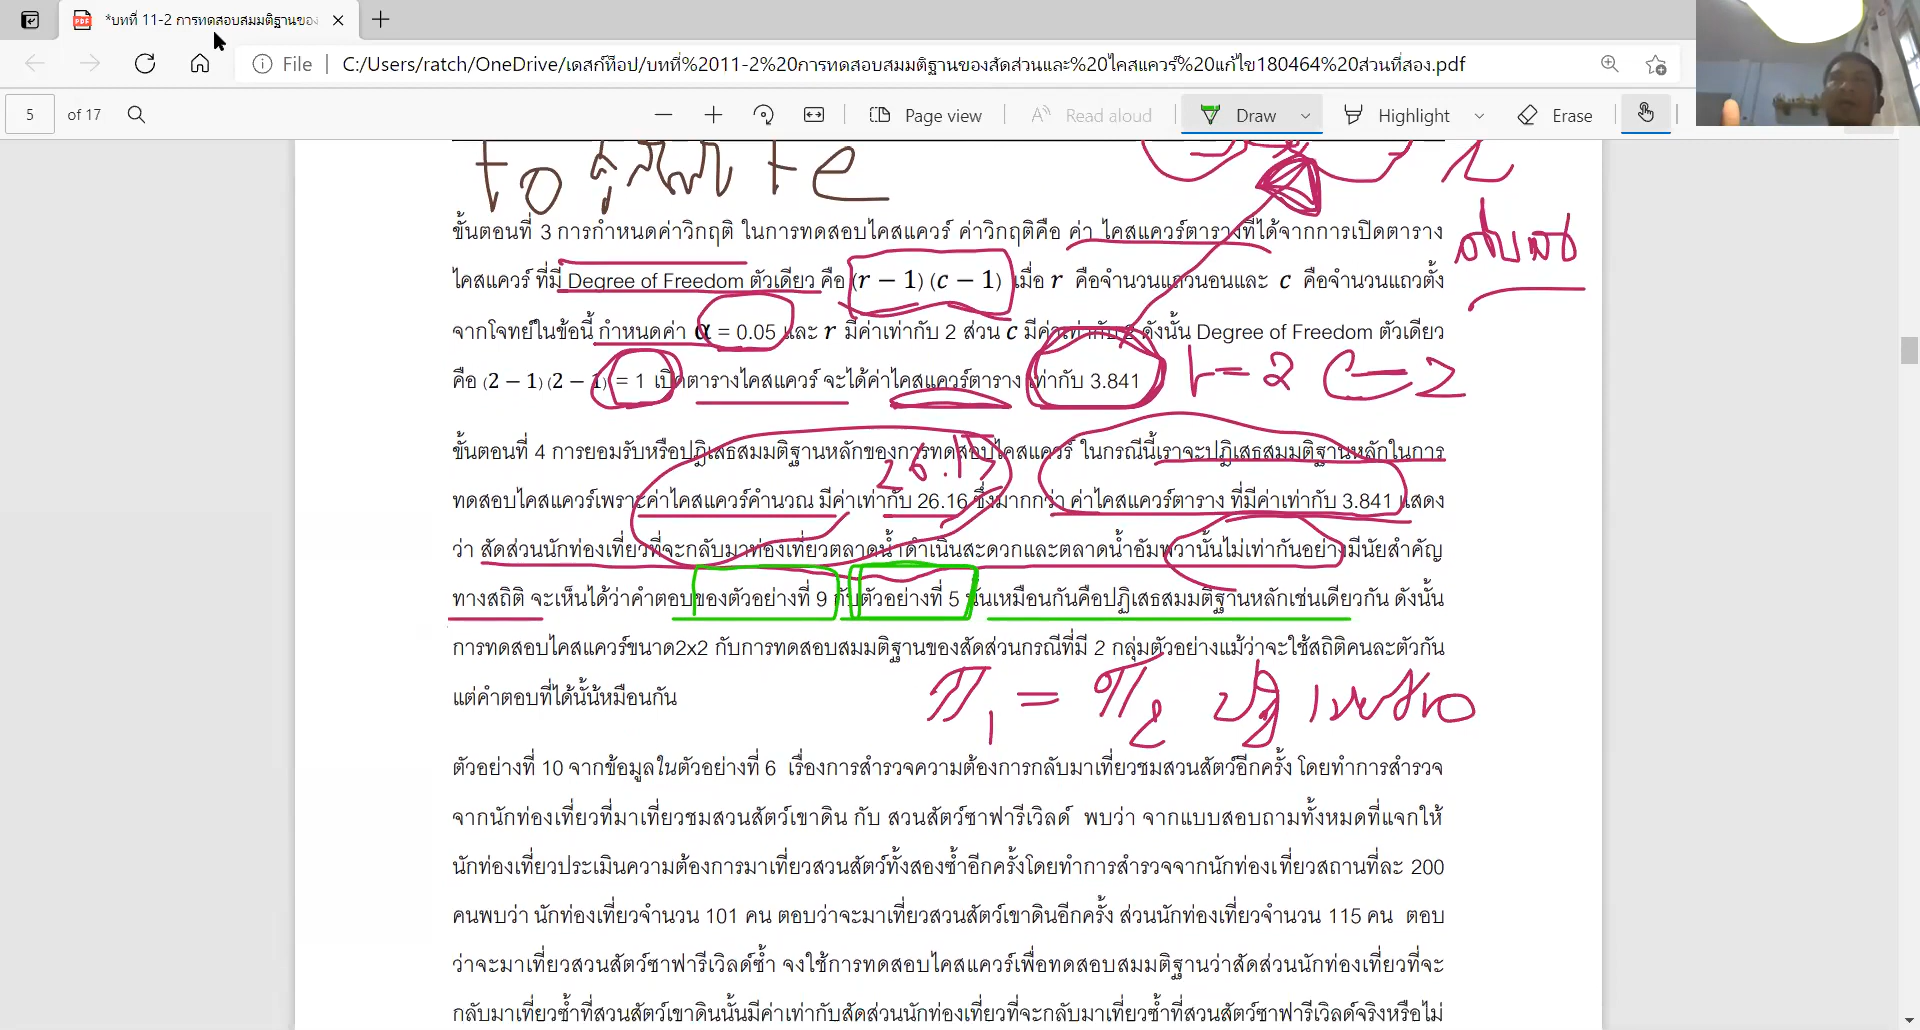 *บทที่ 11-2 การทดสอบสมมติฐานของ
File C:/Users/ratch/OneDrive/เดสก์ท็อป/บทที่%2011-2%20การทดสอบสมมติฐานของสัดส่วนและ%20ไคสแควร์%20แก้ไข180464%20ส่วนที่สอง.pdf
5 of 17 Page view Read aloud Draw Highlight Erase
ขั้นตอนที่ 3 การกำหนดค่าวิกฤติ ในการทดสอบไคสแควร์ ค่าวิกฤติคือ ค่า ไคสแควร์ตารางที่ได้จากการเปิดตาราง
ไคสแควร์ ที่มี Degree of Freedom ตัวเดียว คือ (r − 1) (c − 1) เมื่อ r คือจำนวนแถวนอนและ c คือจำนวนแถวตั้ง
จากโจทย์ในข้อนี้ กำหนดค่า α = 0.05 และ r มีค่าเท่ากับ 2 ส่วน c มีค่าเท่ากับ 2 ดังนั้น Degree of Freedom ตัวเดียว
คือ (2 − 1) (2 − 1) = 1 เปิดตารางไคสแควร์ จะได้ค่าไคสแควร์ตาราง เท่ากับ 3.841 r = 2 C = 2
ขั้นตอนที่ 4 การยอมรับหรือปฏิเสธสมมติฐานหลักของการทดสอบไคสแควร์ ในกรณีนี้เราจะปฏิเสธสมมติฐานหลักในการ
ทดสอบไคสแควร์เพราะค่าไคสแควร์คำนวณ มีค่าเท่ากับ 26.16 ซึ่งมากกว่า ค่าไคสแควร์ตาราง ที่มีค่าเท่ากับ 3.841 แสดง
ว่า สัดส่วนนักท่องเที่ยวที่จะกลับมาท่องเที่ยวตลาดน้ำดำเนินสะดวกและตลาดน้ำอัมพวานั้นไม่เท่ากันอย่างมีนัยสำคัญ
ทางสถิติ จะเห็นได้ว่าคำตอบของตัวอย่างที่ 9 กับตัวอย่างที่ 5 นั้นเหมือนกันคือปฏิเสธสมมติฐานหลักเช่นเดียวกัน ดังนั้น
การทดสอบไคสแควร์ขนาด2x2 กับการทดสอบสมมติฐานของสัดส่วนกรณีที่มี 2 กลุ่มตัวอย่างแม้ว่าจะใช้สถิติคนละตัวกัน
แต่คำตอบที่ได้นั้นเหมือนกัน
π₁ = π₂
ตัวอย่างที่ 10 จากข้อมูลในตัวอย่างที่ 6 เรื่องการสำรวจความต้องการกลับมาเที่ยวชมสวนสัตว์อีกครั้ง โดยทำการสำรวจ
จากนักท่องเที่ยวที่มาเที่ยวชมสวนสัตว์เขาดิน กับ สวนสัตว์ซาฟารีเวิลด์ พบว่า จากแบบสอบถามทั้งหมดที่แจกให้
นักท่องเที่ยวประเมินความต้องการมาเที่ยวสวนสัตว์ทั้งสองซ้ำอีกครั้งโดยทำการสำรวจจากนักท่องเที่ยวสถานที่ละ 200
คนพบว่า นักท่องเที่ยวจำนวน 101 คน ตอบว่าจะมาเที่ยวสวนสัตว์เขาดินอีกครั้ง ส่วนนักท่องเที่ยวจำนวน 115 คน ตอบ
ว่าจะมาเที่ยวสวนสัตว์ซาฟารีเวิลด์ซ้ำ จงใช้การทดสอบไคสแควร์เพื่อทดสอบสมมติฐานว่าสัดส่วนนักท่องเที่ยวที่จะ
กลับมาเที่ยวซ้ำที่สวนสัตว์เขาดินนั้นมีค่าเท่ากับสัดส่วนนักท่องเที่ยวที่จะกลับมาเที่ยวซ้ำที่สวนสัตว์ซาฟารีเวิลด์จริงหรือไม่